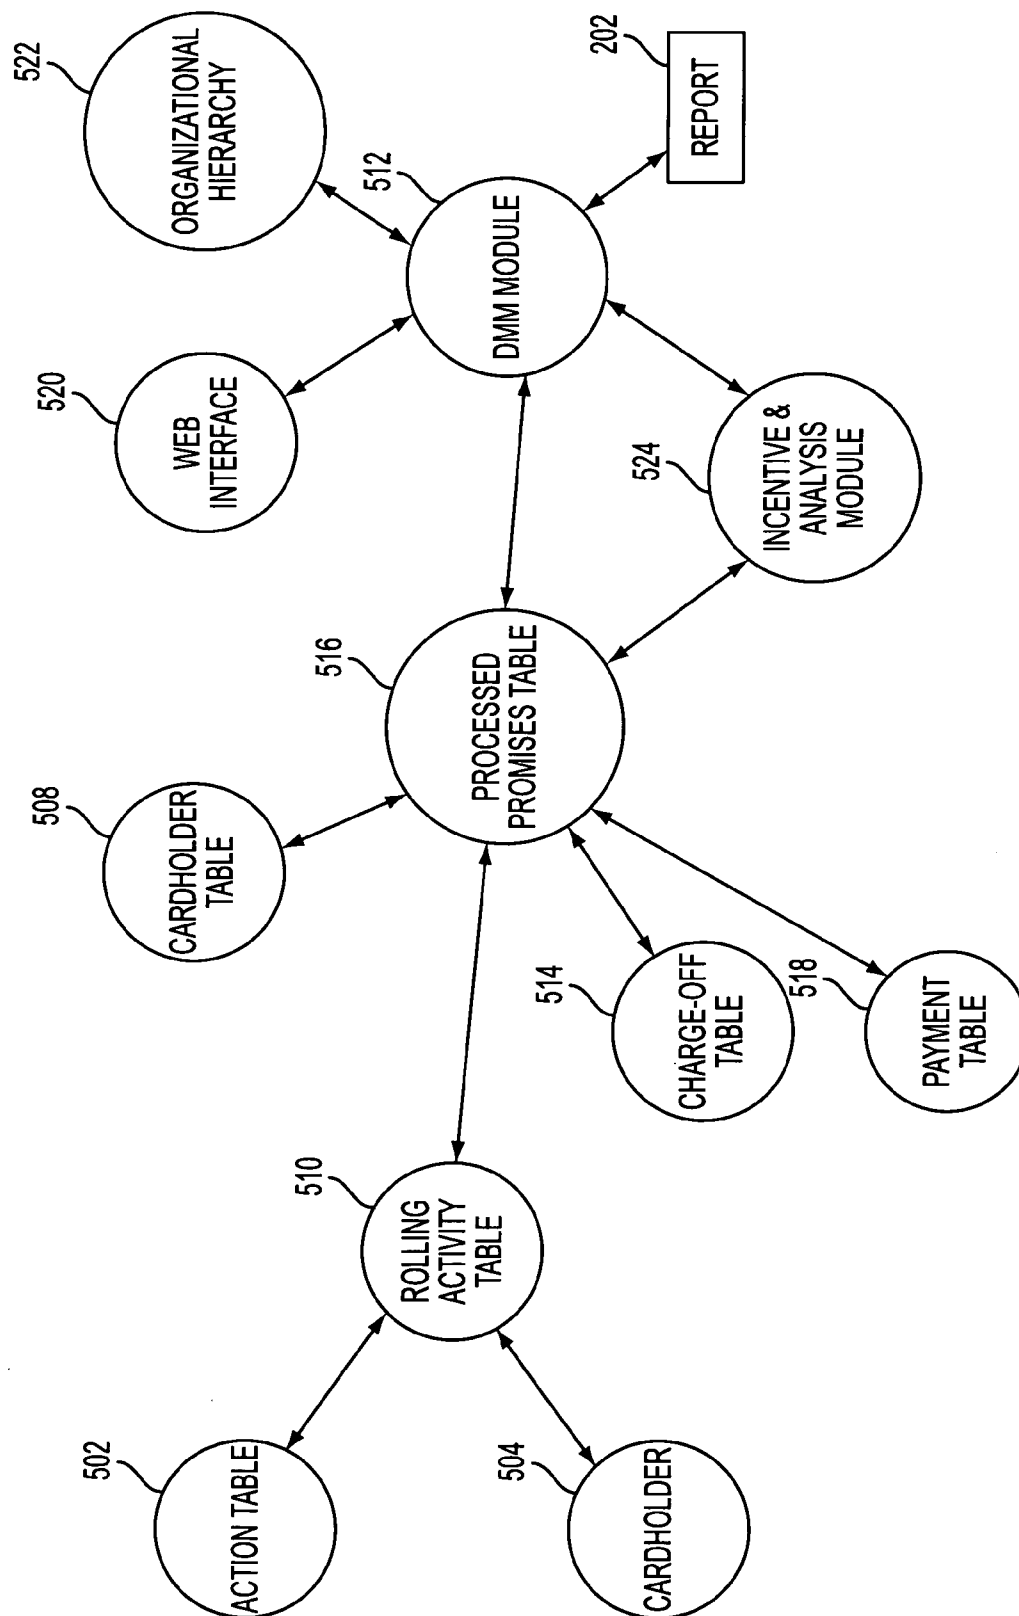 502
ACTION TABLE
504
CARDHOLDER
510
ROLLING
ACTIVITY
TABLE
508
CARDHOLDER
TABLE
514
CHARGE-OFF
TABLE
518
PAYMENT
TABLE
516
PROCESSED
PROMISES TABLE
520
WEB
INTERFACE
524
INCENTIVE &
ANALYSIS
MODULE
522
ORGANIZATIONAL
HIERARCHY
512
DMM MODULE
202
REPORT